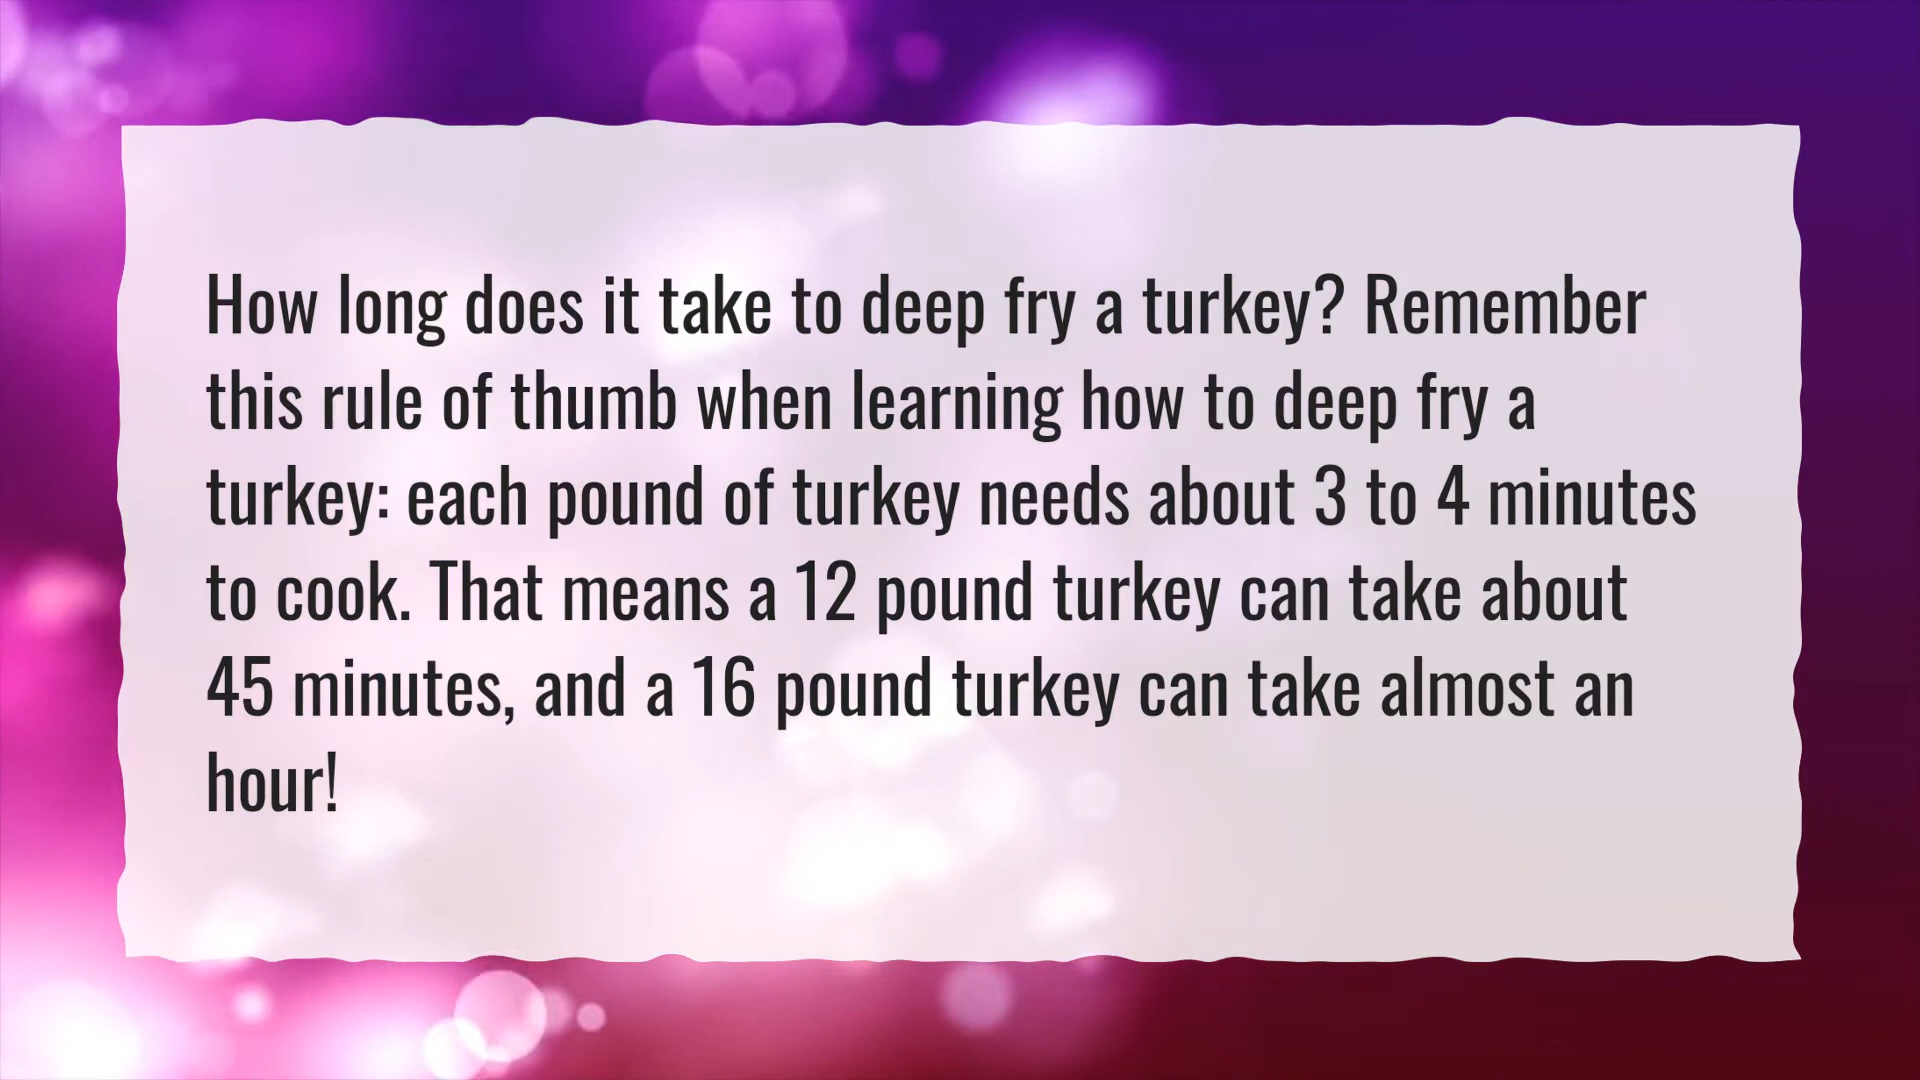 How long does it take to deep fry a turkey? Remember
this rule of thumb when learning how to deep fry a
turkey: each pound of turkey needs about 3 to 4 minutes
to cook. That means a 12 pound turkey can take about
45 minutes, and a 16 pound turkey can take almost an
hour!